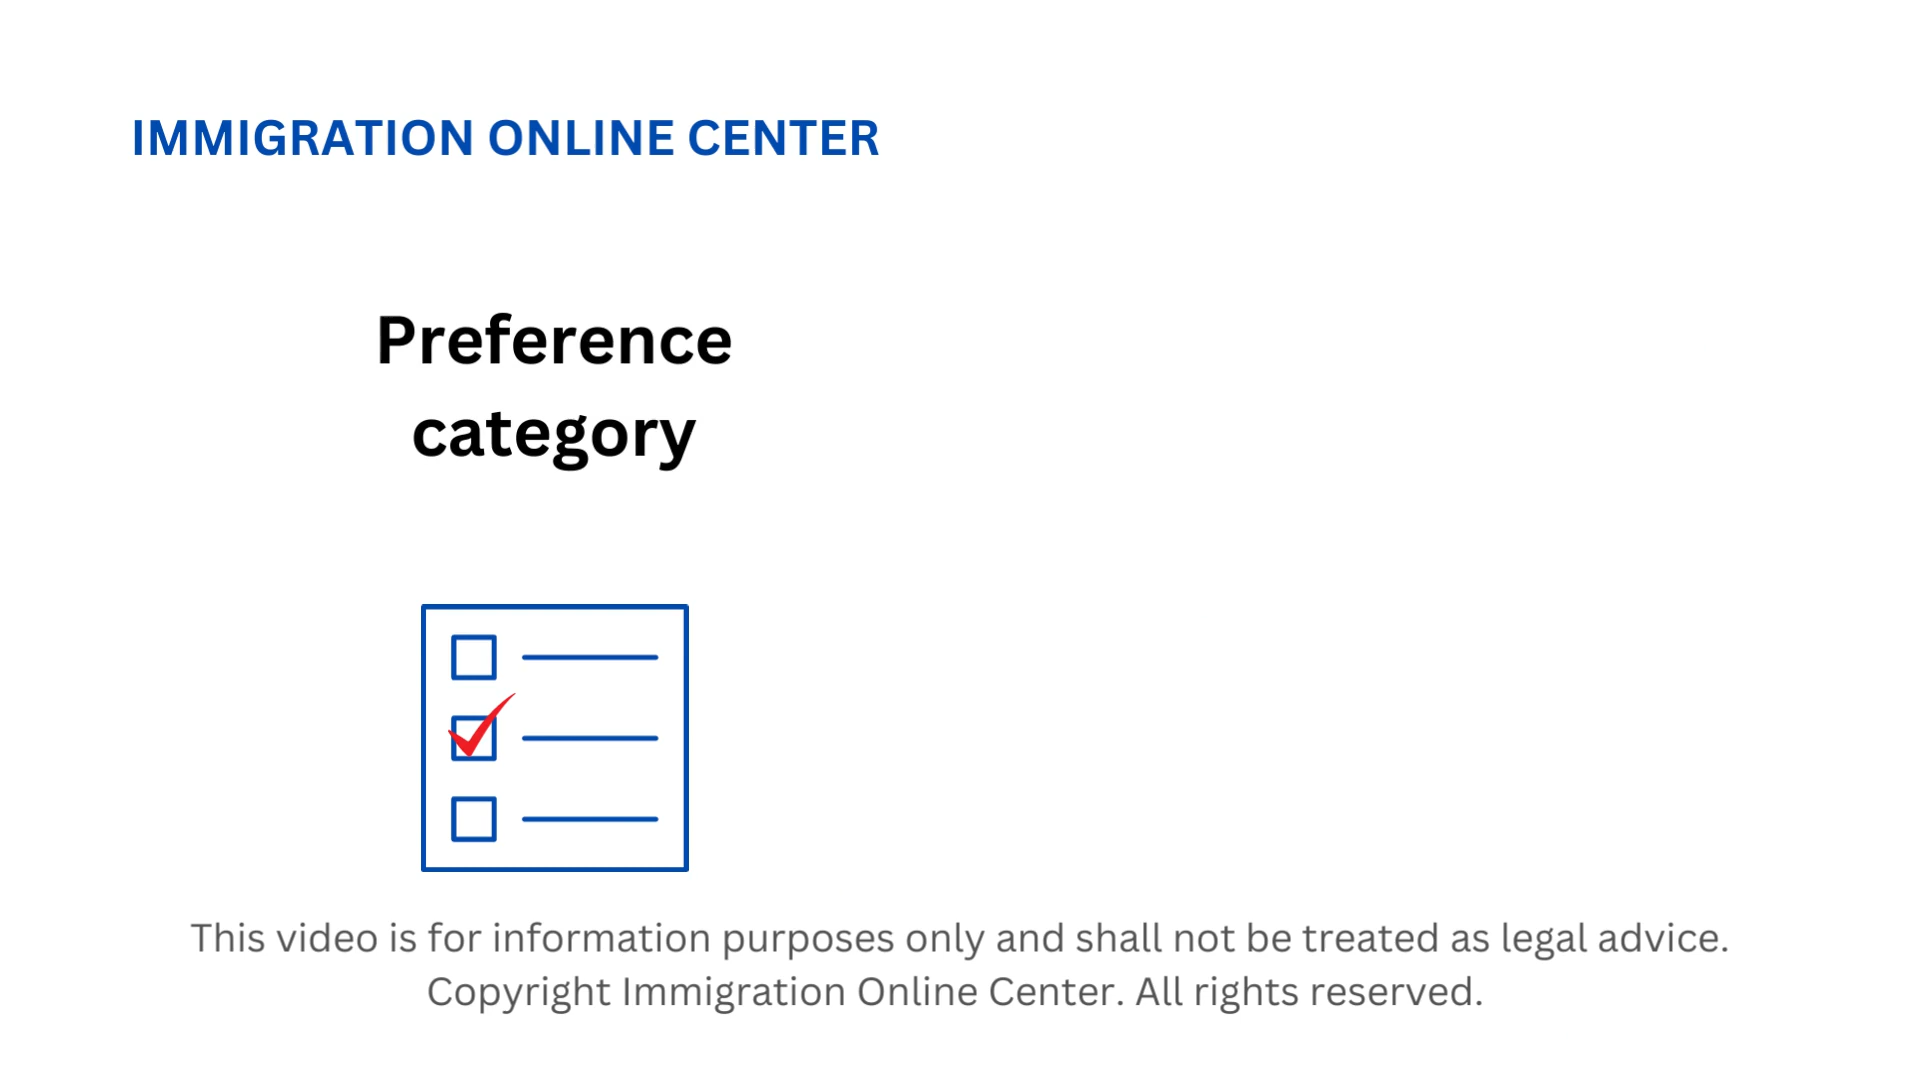 IMMIGRATION ONLINE CENTER
Preference
category
This video is for information purposes only and shall not be treated as legal advice.
Copyright Immigration Online Center. All rights reserved.